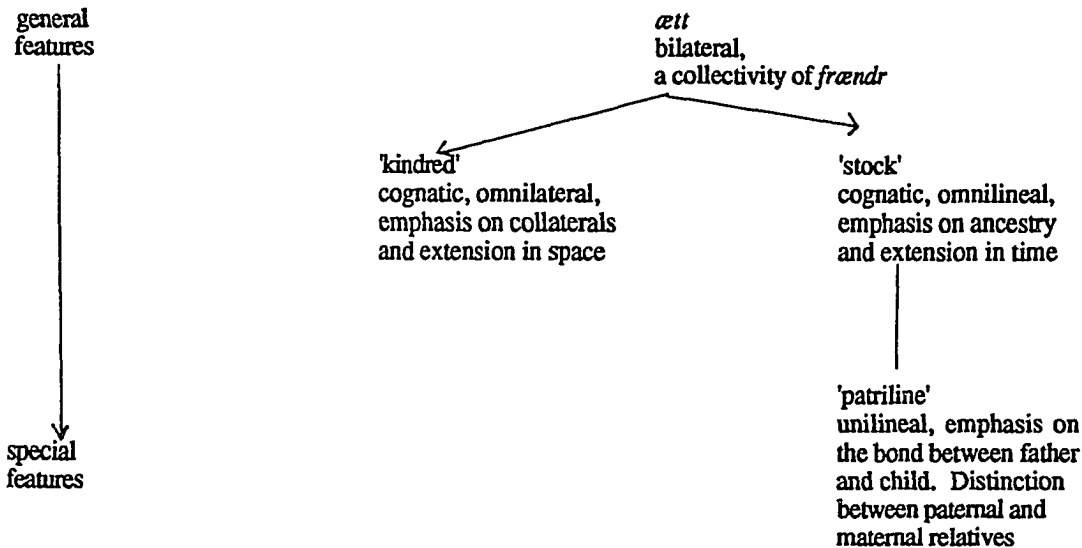 general
features
ætt
bilateral,
a collectivity of frændr
'kindred'
cognatic, omnilateral,
emphasis on collaterals
and extension in space
'stock'
cognatic, omnilineal,
emphasis on ancestry
and extension in time
special
features
'patriline'
unilineal, emphasis on
the bond between father
and child. Distinction
between paternal and
maternal relatives